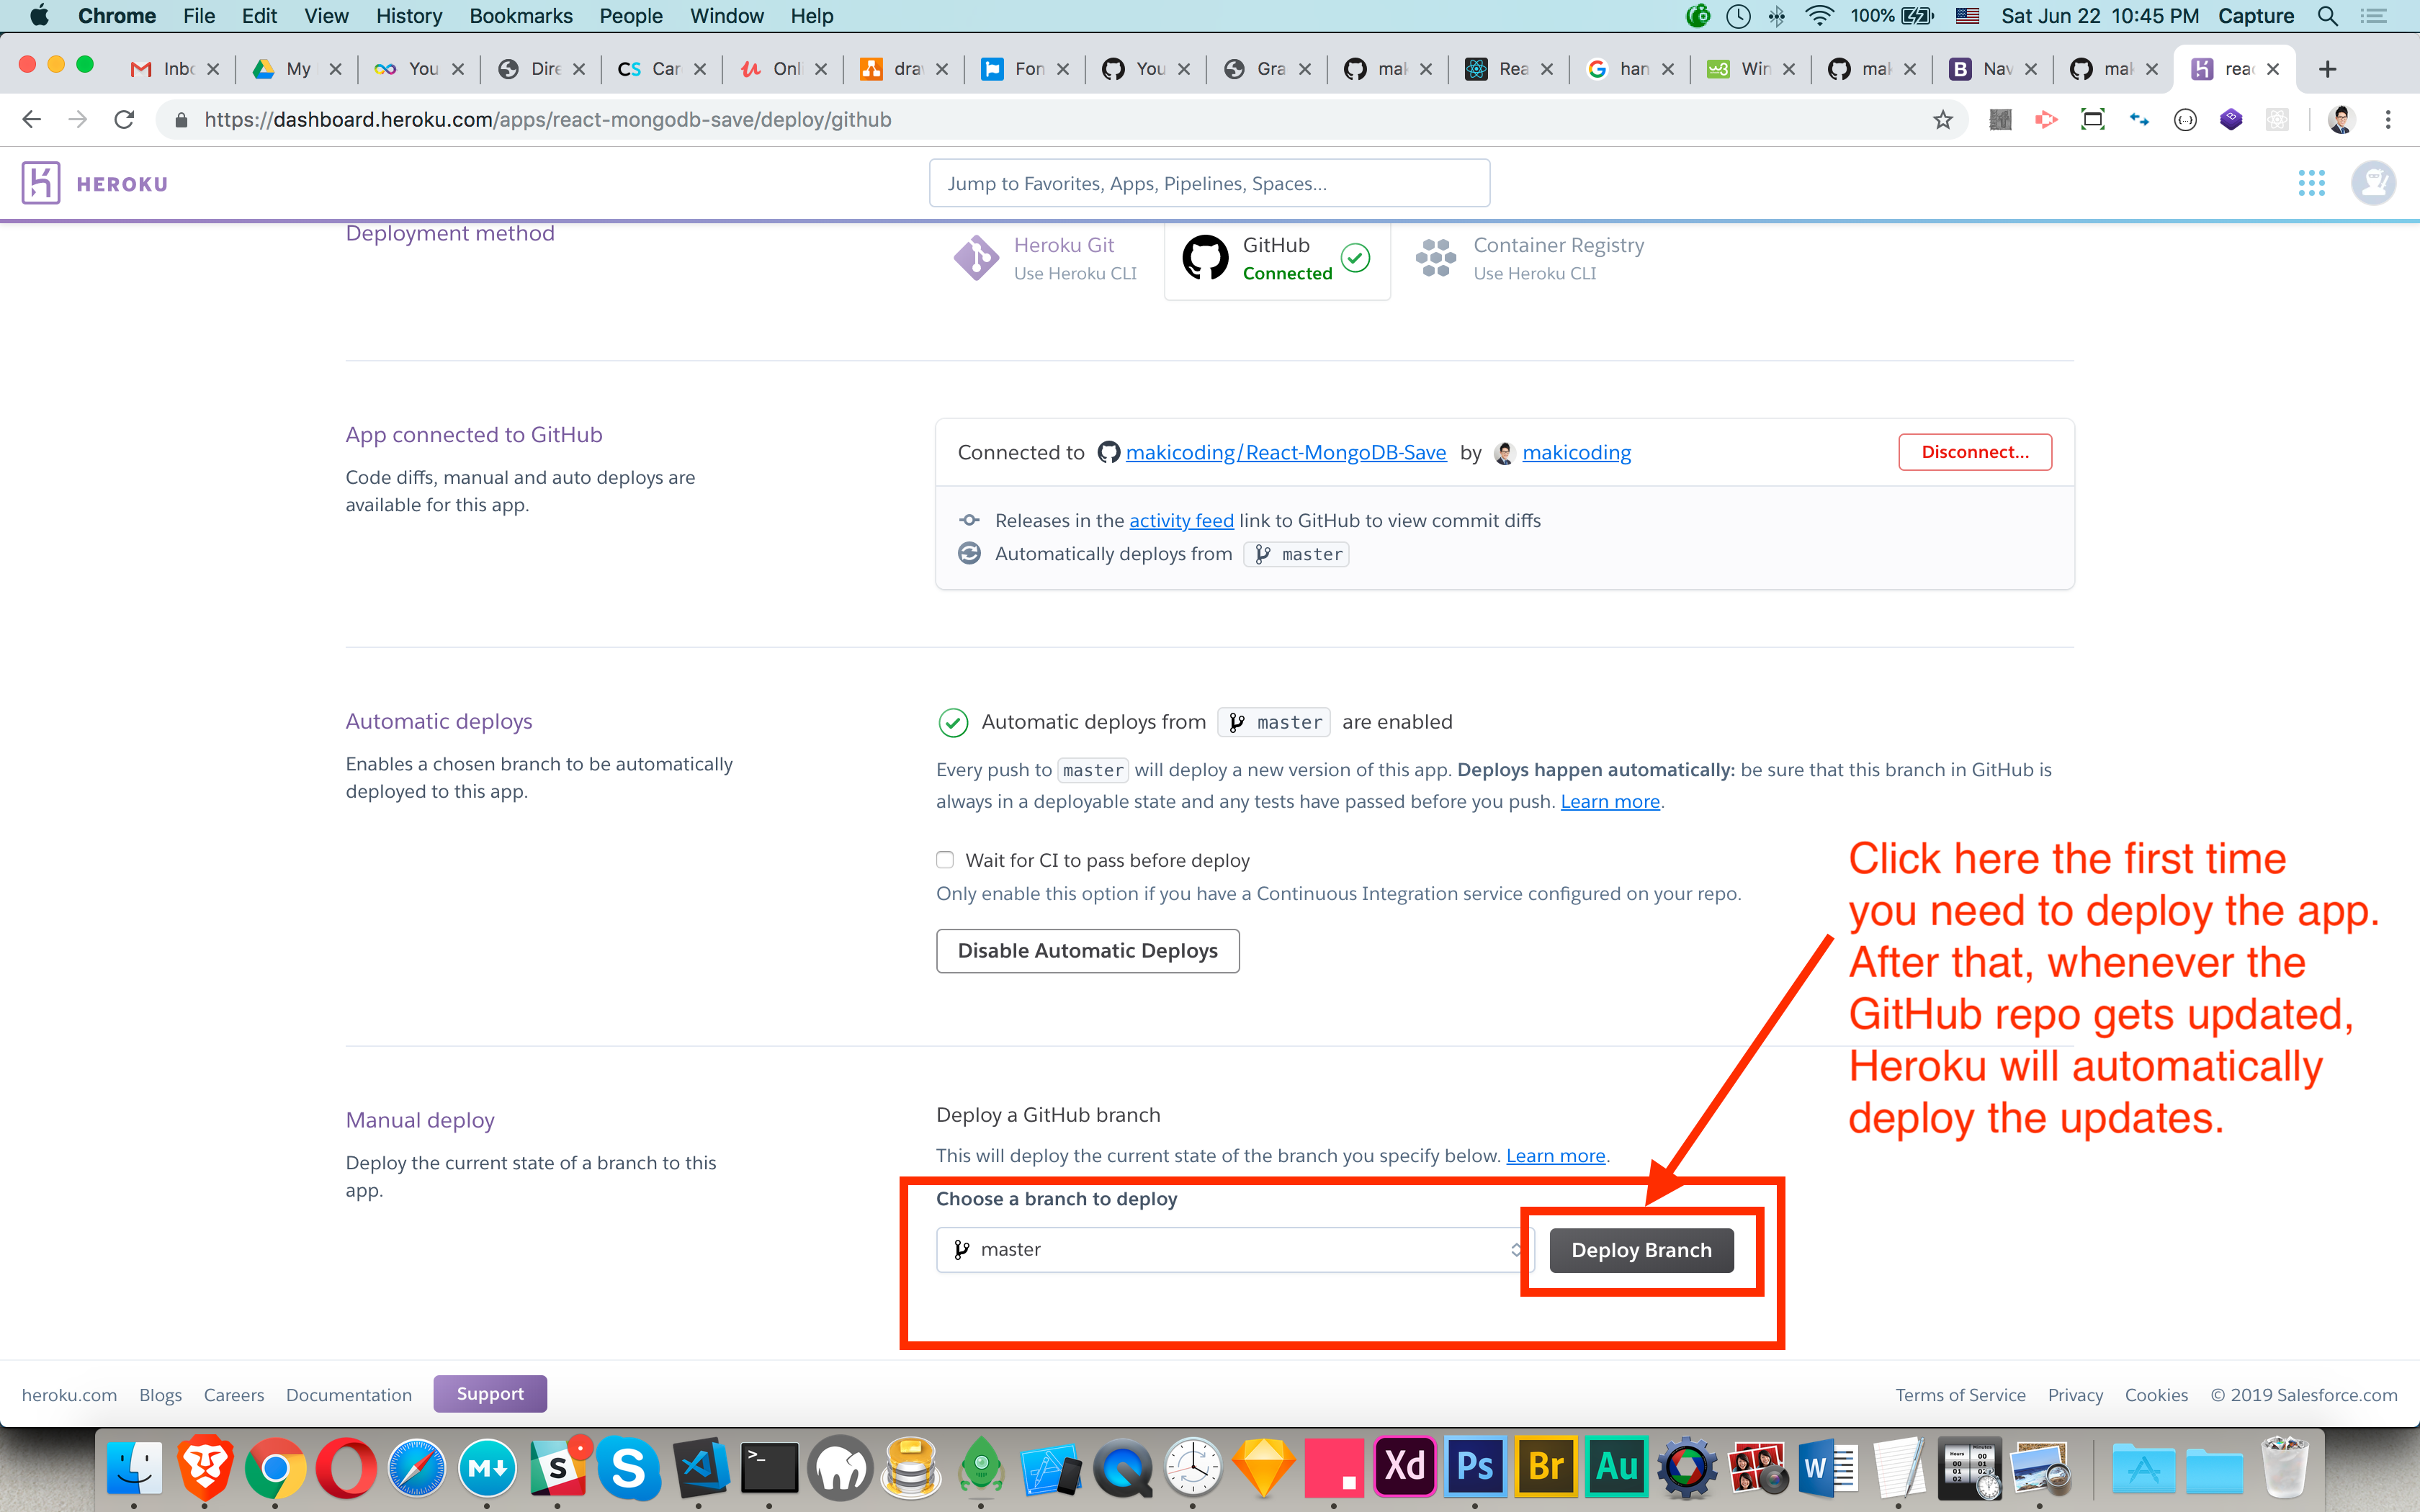 Chrome File Edit View History Bookmarks People Window Help 100% Sat Jun 22 10:45 PM Capture
Inbo My You Dire CS Car Onli dra Fon You Gra mak Rea han w3 Win mak B Nav mak rea
https://dashboard.heroku.com/apps/react-mongodb-save/deploy/github
HEROKU
Jump to Favorites, Apps, Pipelines, Spaces...
Deployment method
Heroku Git
Use Heroku CLI
GitHub
Connected
Container Registry
Use Heroku CLI
App connected to GitHub
Code diffs, manual and auto deploys are
available for this app.
Connected to makicoding/React-MongoDB-Save by makicoding
Disconnect...
Releases in the activity feed link to GitHub to view commit diffs
Automatically deploys from master
Automatic deploys
Enables a chosen branch to be automatically
deployed to this app.
Automatic deploys from master are enabled
Every push to master will deploy a new version of this app. Deploys happen automatically: be sure that this branch in GitHub is
always in a deployable state and any tests have passed before you push. Learn more.
Wait for CI to pass before deploy
Only enable this option if you have a Continuous Integration service configured on your repo.
Disable Automatic Deploys
Click here the first time
you need to deploy the app.
After that, whenever the
GitHub repo gets updated,
Heroku will automatically
deploy the updates.
Manual deploy
Deploy the current state of a branch to this
app.
Deploy a GitHub branch
This will deploy the current state of the branch you specify below. Learn more.
Choose a branch to deploy
master
Deploy Branch
heroku.com Blogs Careers Documentation Support
Terms of Service Privacy Cookies © 2019 Salesforce.com
M S S >_ Xd Ps Br Au W